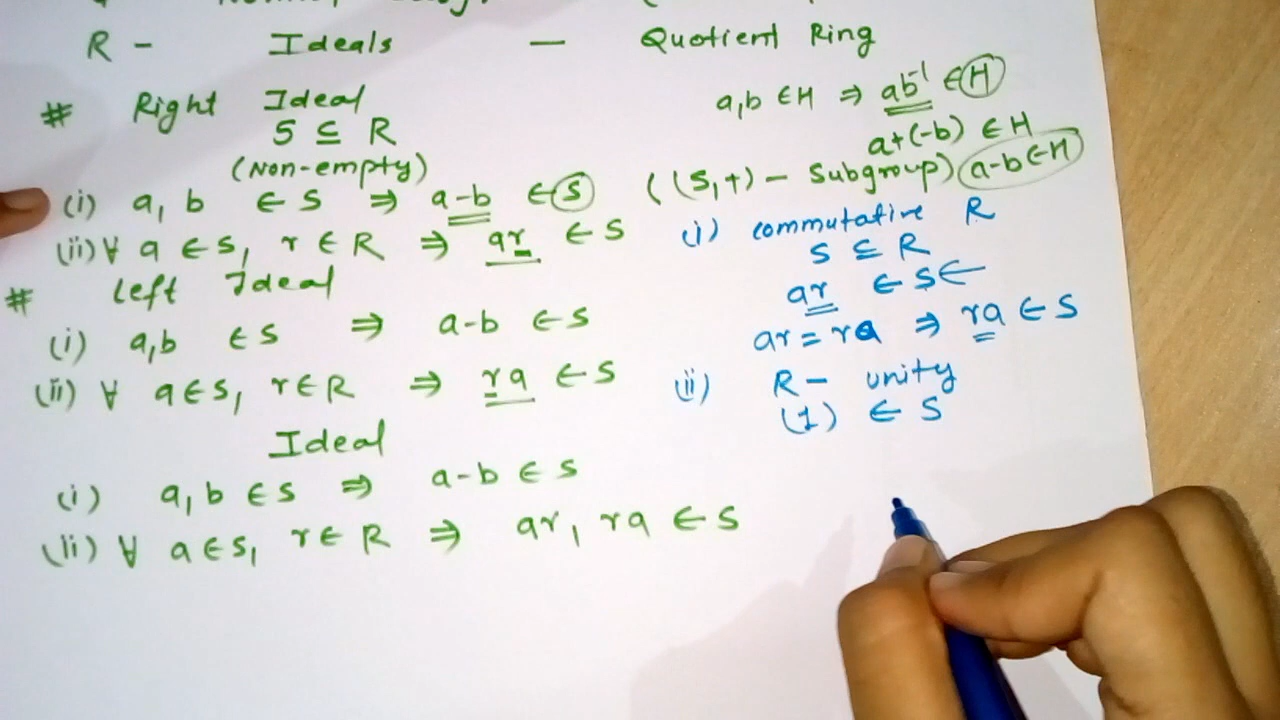 R - Ideals — Quotient Ring
# Right Ideal
S ⊆ R
(Non-empty)
(i) a, b ∈ S ⇒ a-b ∈ S
(ii) ∀ a ∈ S, r ∈ R ⇒ ar ∈ S
# Left Ideal
(i) a,b ∈ S ⇒ a-b ∈ S
(ii) ∀ a ∈ S, r ∈ R ⇒ ra ∈ S
Ideal
(i) a, b ∈ S ⇒ a-b ∈ S
(ii) ∀ a ∈ S, r ∈ R ⇒ ar, ra ∈ S
a,b ∈ H ⇒ ab⁻¹ ∈ H
a+(-b) ∈ H
((S,+) - Subgroup) a-b ∈ H
(i) commutative R
S ⊆ R
ar ∈ S ←
ar = ra ⇒ ra ∈ S
(ii) R - unity
(1) ∈ S